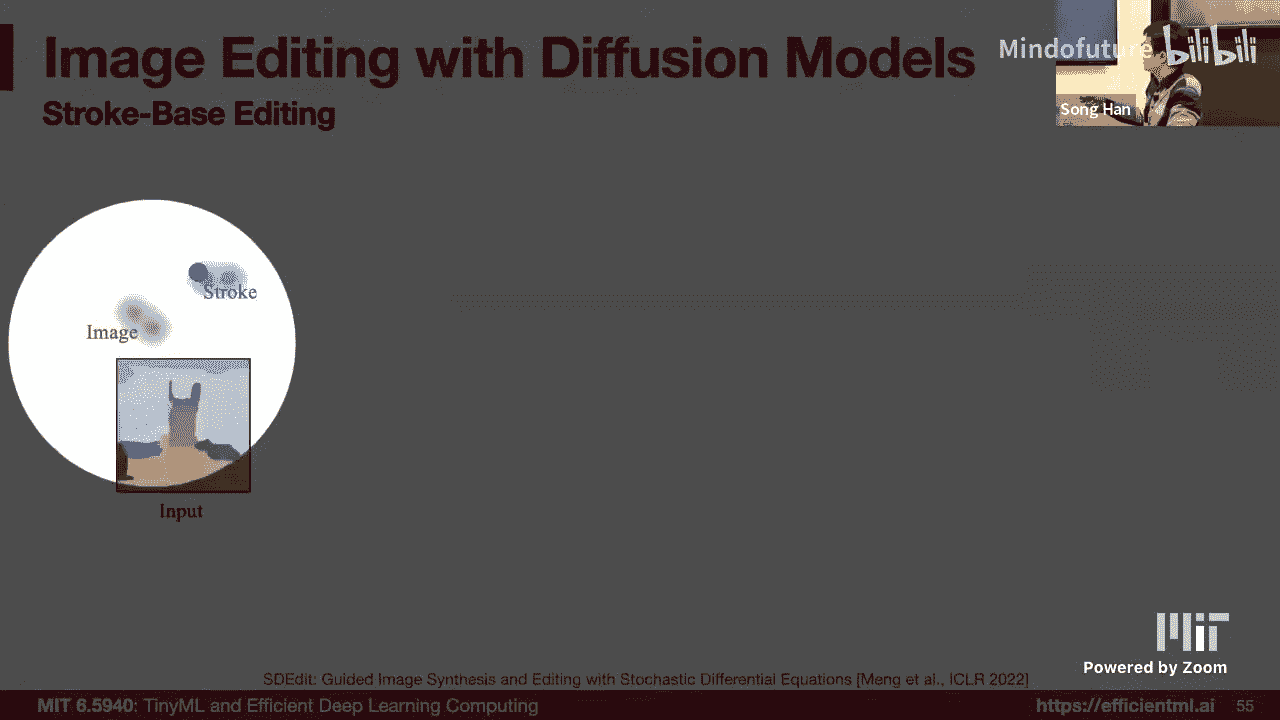 Image Editing with Diffusion Models
Mindofuture bilibili
Song Han
Stroke-Base Editing
Stroke
Image
Input
MIT
Powered by Zoom
SDEdit: Guided Image Synthesis and Editing with Stochastic Differential Equations [Meng et al., ICLR 2022]
MIT 6.5940: TinyML and Efficient Deep Learning Computing
https://efficientml.ai
55